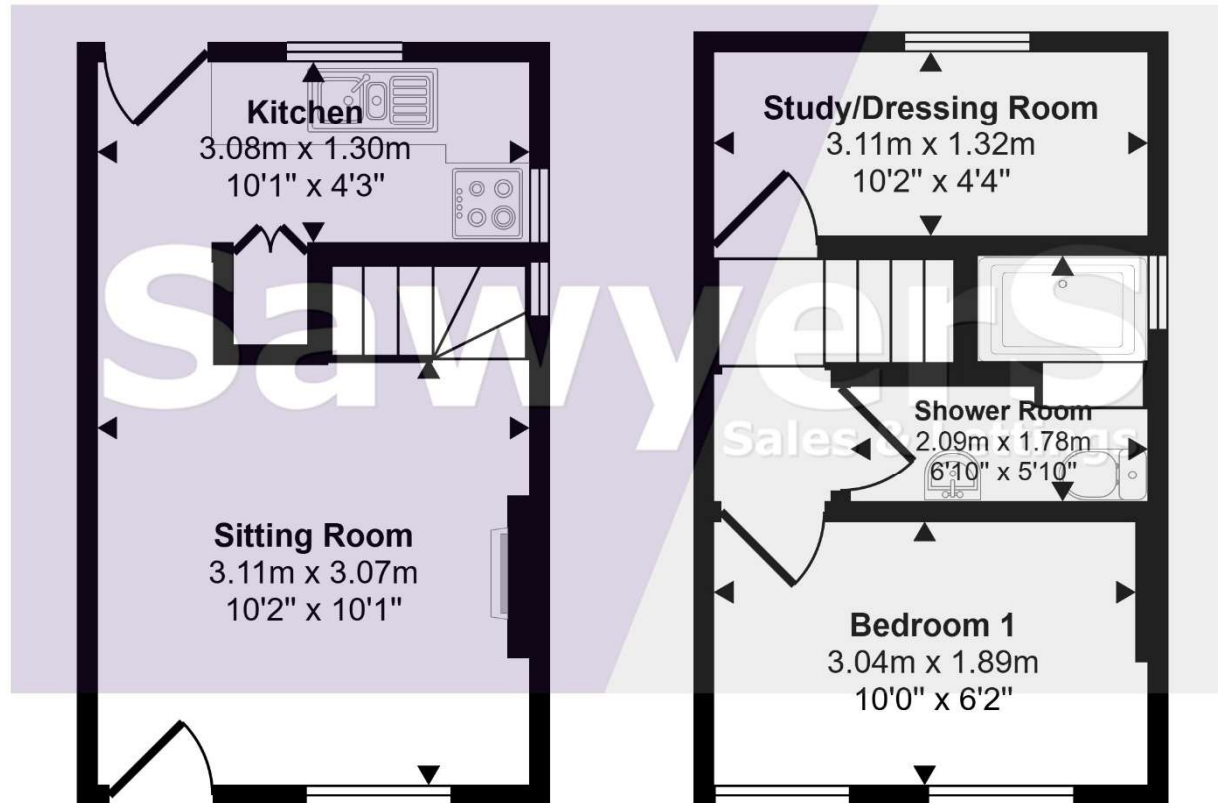 Kitchen
3.08m x 1.30m
10'1" x 4'3"
Sitting Room
3.11m x 3.07m
10'2" x 10'1"
Study/Dressing Room
3.11m x 1.32m
10'2" x 4'4"
Shower Room
2.09m x 1.78m
6'10" x 5'10"
Bedroom 1
3.04m x 1.89m
10'0" x 6'2"
Sawyers
Sales & Lettings